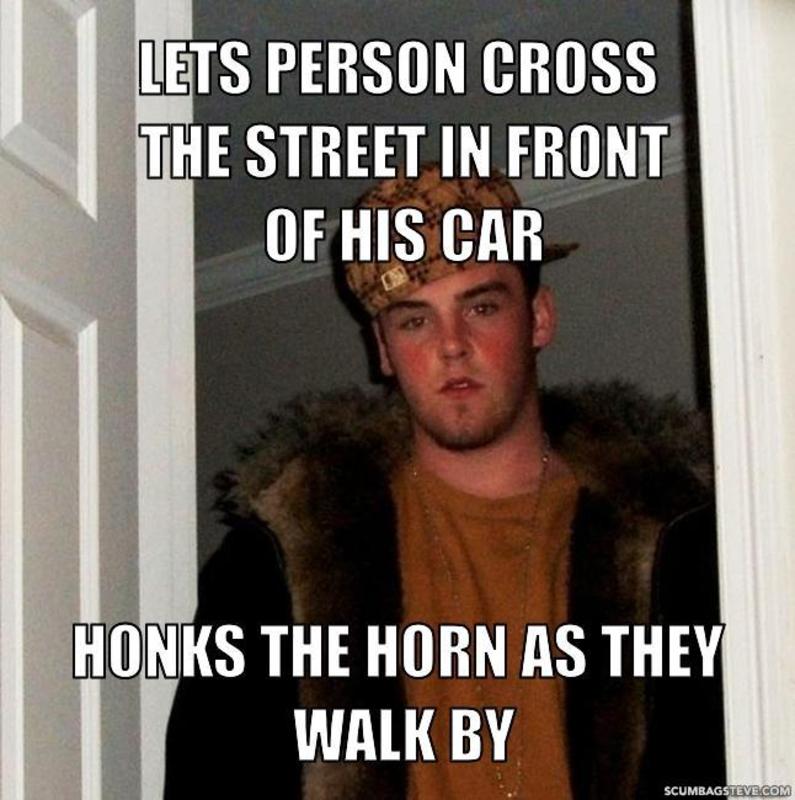 LETS PERSON CROSS
THE STREET IN FRONT
OF HIS CAR
HONKS THE HORN AS THEY
WALK BY
SCUMBAGSTEVE.COM